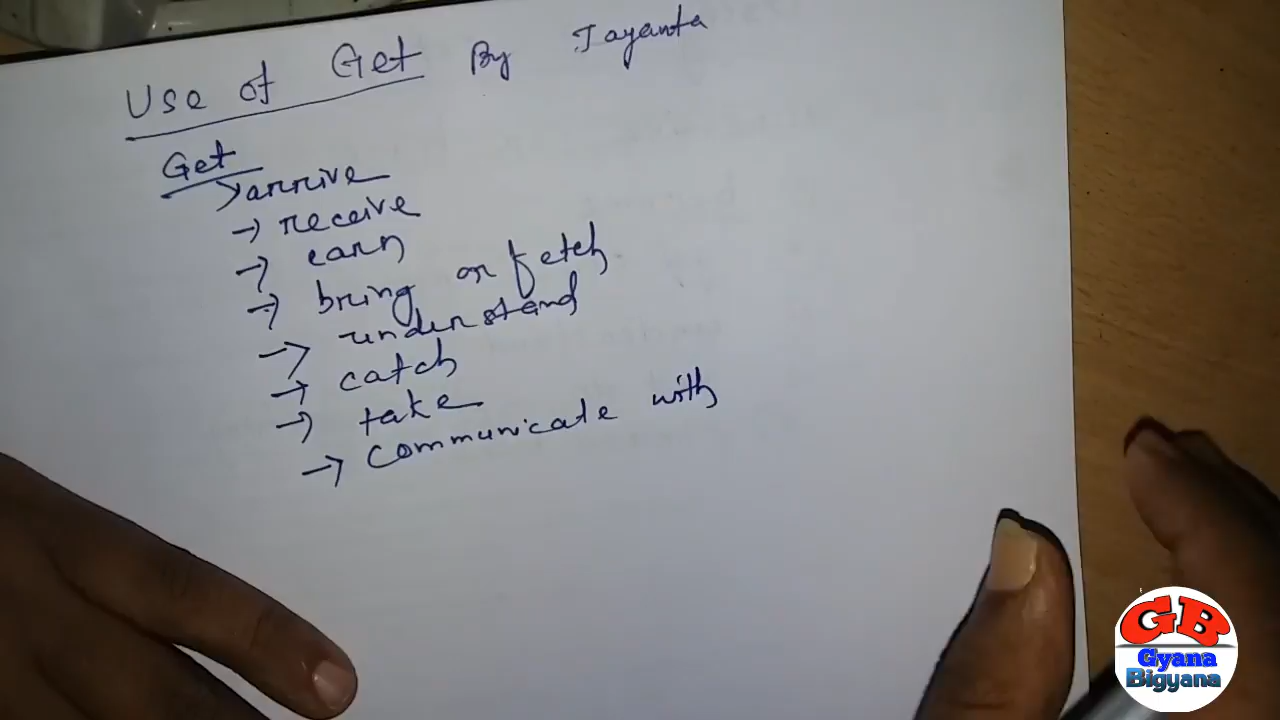 Use of Get By Jayanta
Get
→ arrive
→ receive
→ earn
→ bring or fetch
→ understand
→ catch
→ take
→ communicate with
GB
Gyana
Bigyana